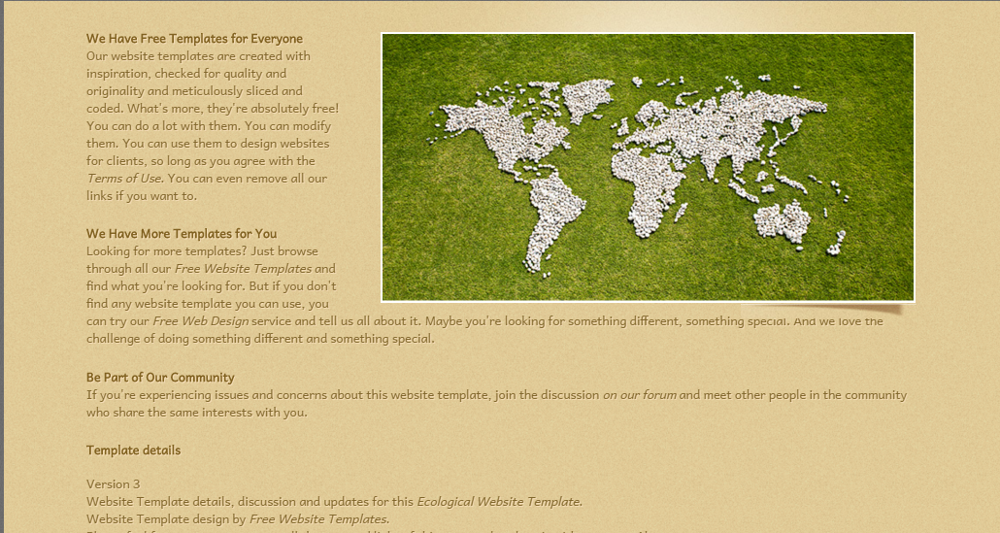 We Have Free Templates for Everyone
Our website templates are created with
inspiration, checked for quality and
originality and meticulously sliced and
coded. What's more, they're absolutely free!
You can do a lot with them. You can modify
them. You can use them to design websites
for clients, so long as you agree with the
Terms of Use. You can even remove all our
links if you want to.
We Have More Templates for You
Looking for more templates? Just browse
through all our Free Website Templates and
find what you're looking for. But if you don't
find any website template you can use, you
can try our Free Web Design service and tell us all about it. Maybe you're looking for something different, something special. And we love the
challenge of doing something different and something special.
Be Part of Our Community
If you're experiencing issues and concerns about this website template, join the discussion on our forum and meet other people in the community
who share the same interests with you.
Template details
Version 3
Website Template details, discussion and updates for this Ecological Website Template.
Website Template design by Free Website Templates.